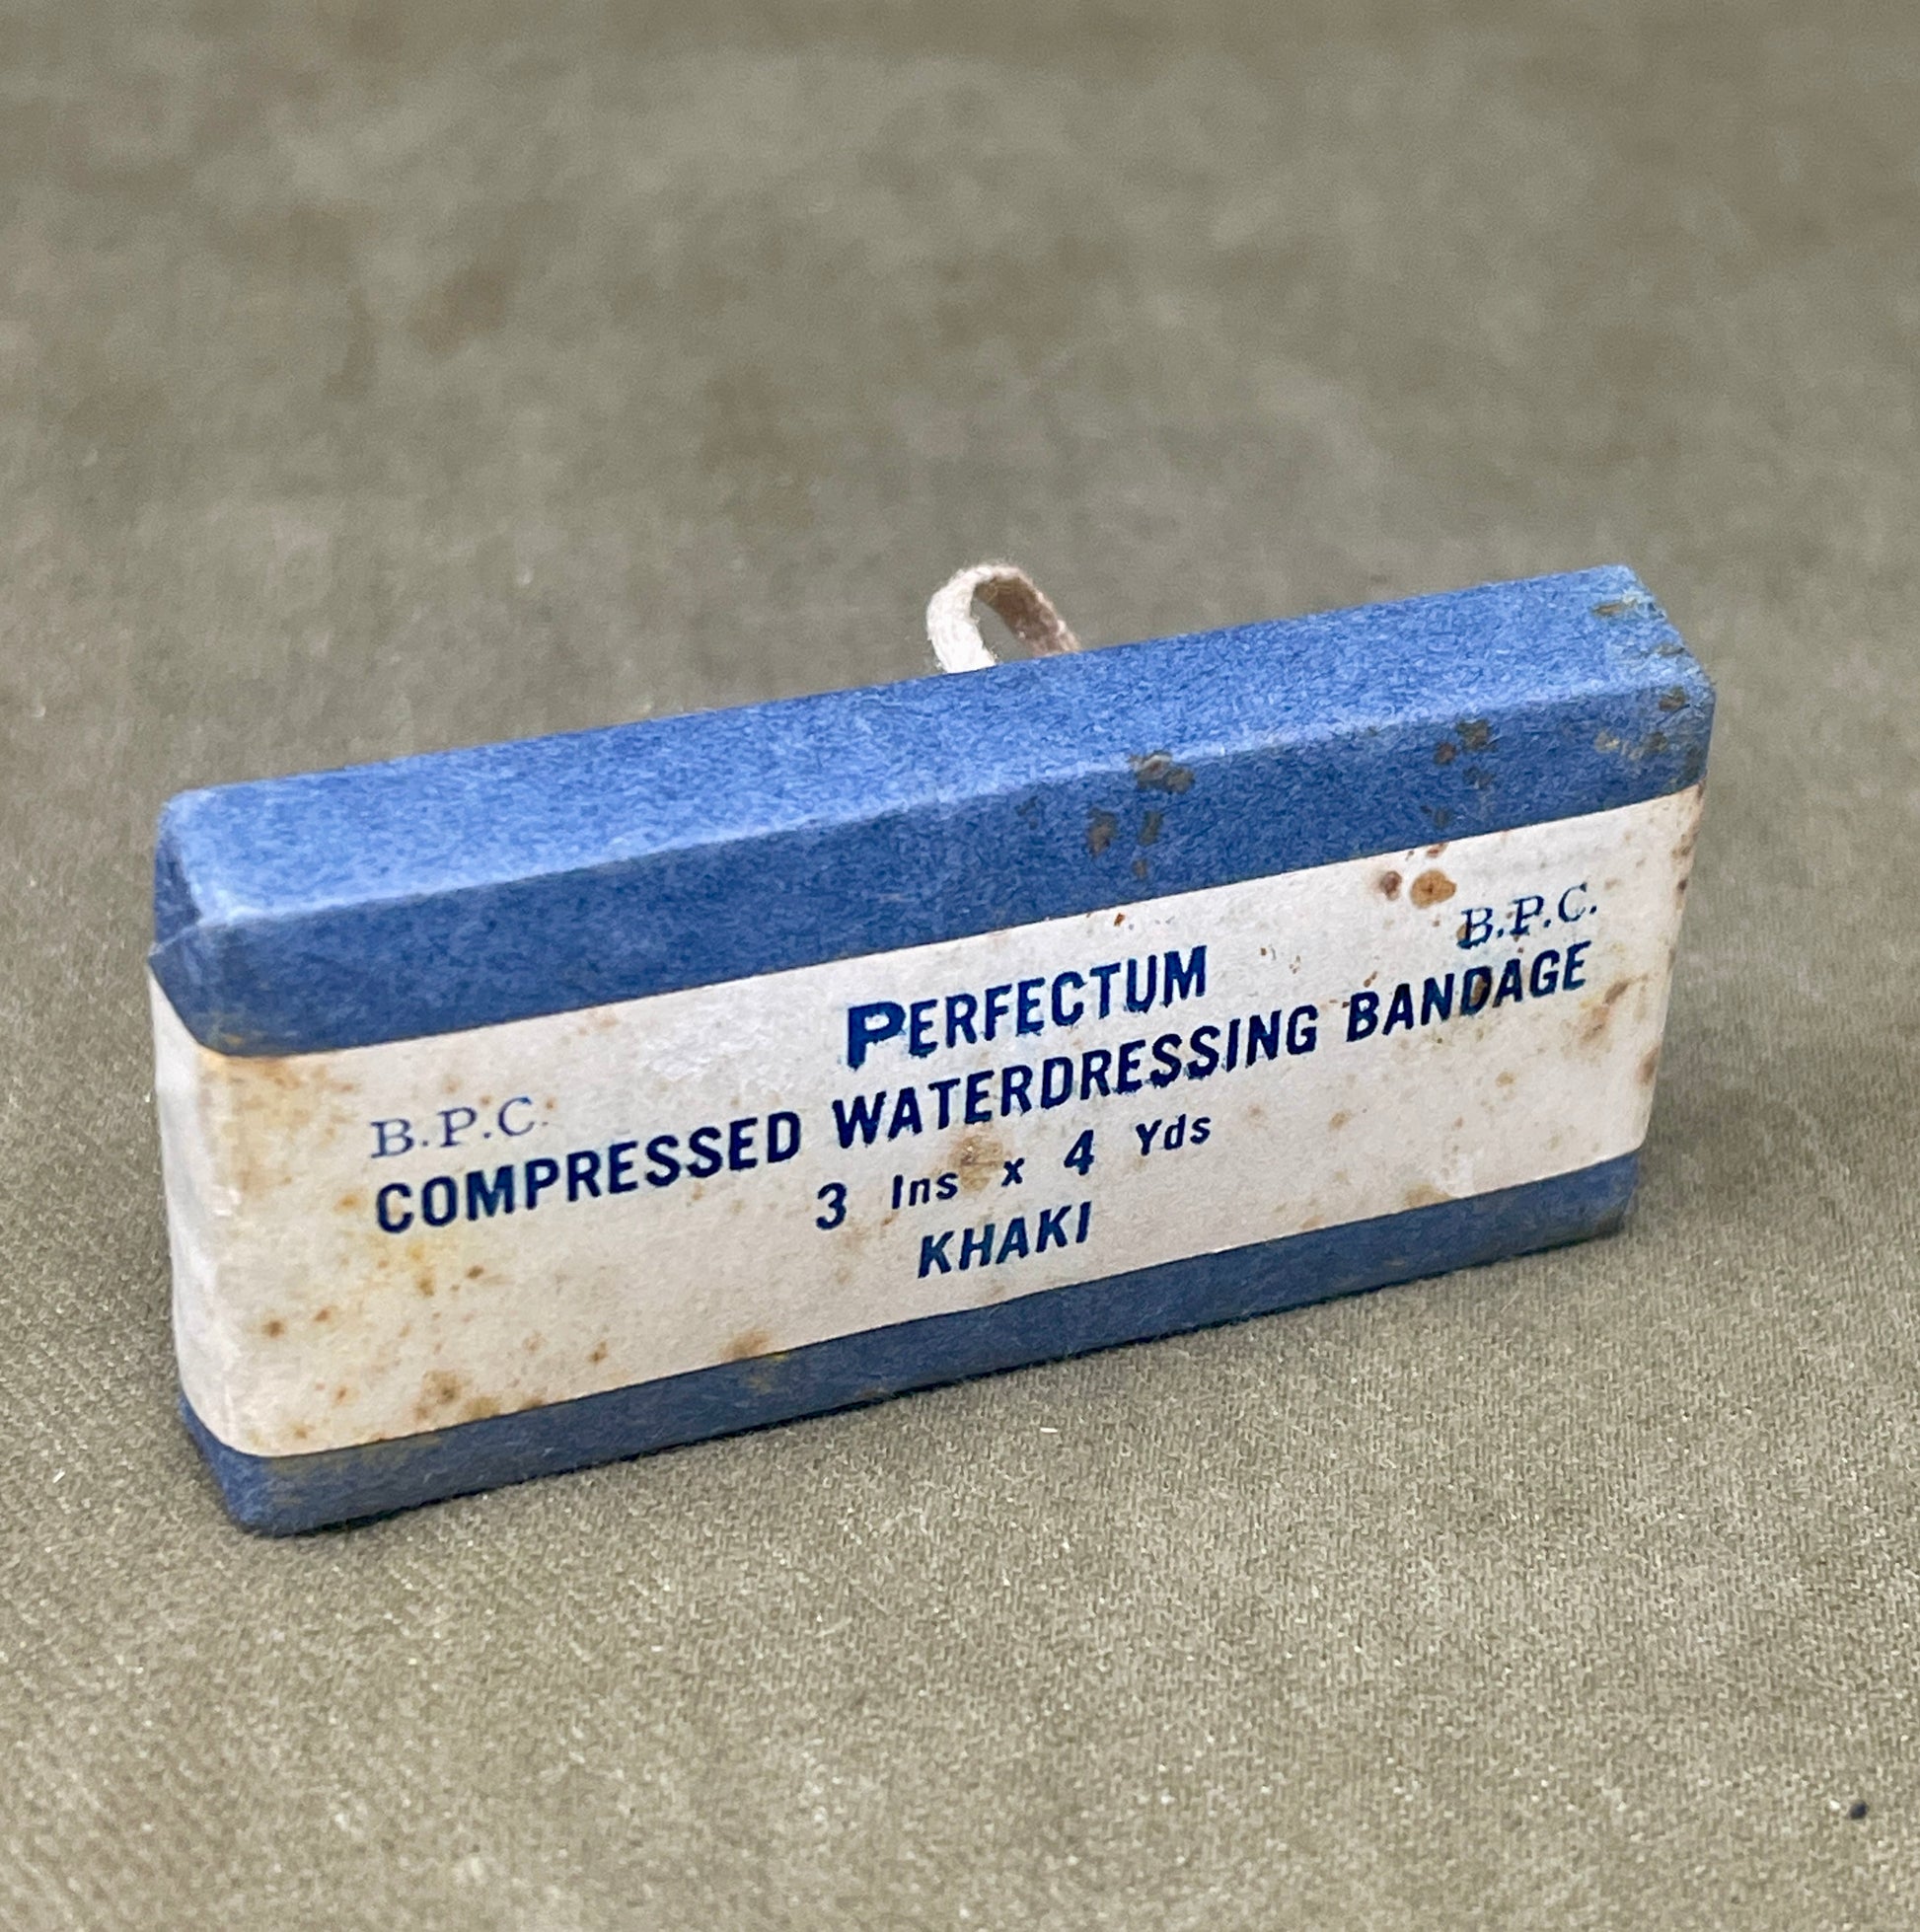 PERFECTUM
B.P.C. B.P.C.
COMPRESSED WATERDRESSING BANDAGE
3 Ins x 4 Yds
KHAKI